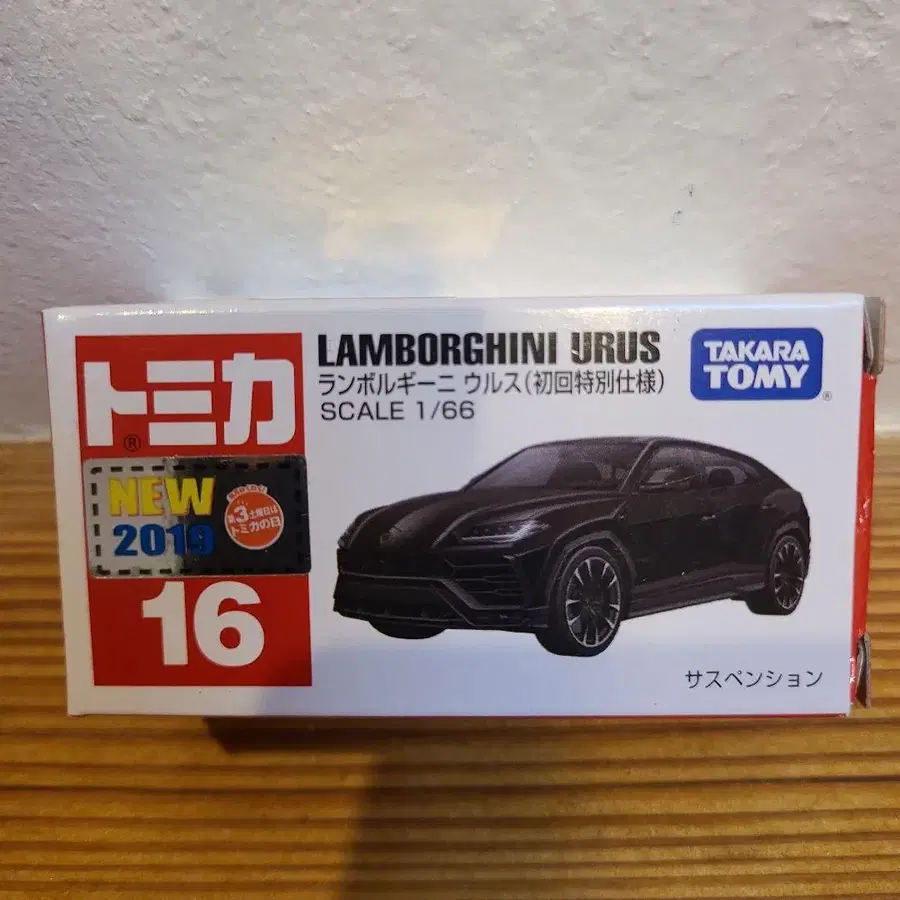 トミカ
®
NEW
2019
第3土曜日は
トミカの日
16
LAMBORGHINI URUS
ランボルギーニ ウルス(初回特別仕様)
SCALE 1/66
TAKARA
TOMY
®
サスペンション